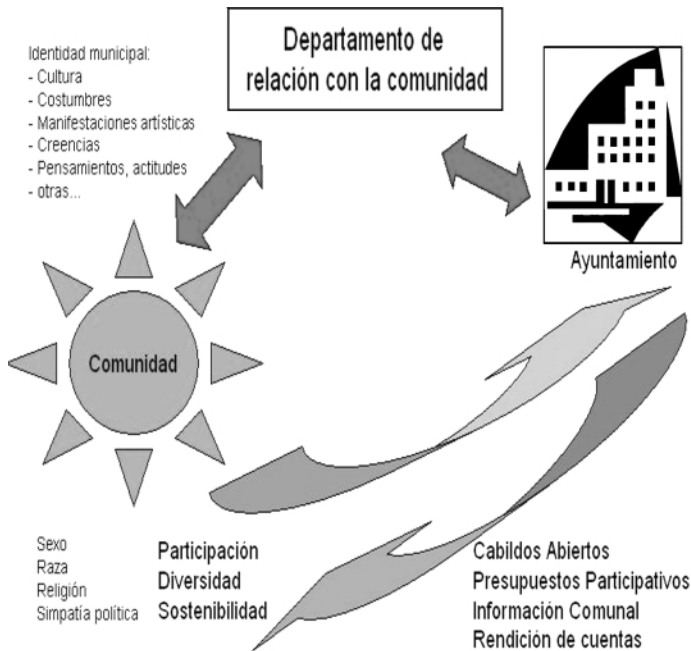 Identidad municipal:
- Cultura
- Costumbres
- Manifestaciones artísticas
- Creencias
- Pensamientos, actitudes
- otras...
Departamento de
relación con la comunidad
Ayuntamiento
Comunidad
Sexo
Raza
Religión
Simpatía política
Participación
Diversidad
Sostenibilidad
Cabildos Abiertos
Presupuestos Participativos
Información Comunal
Rendición de cuentas